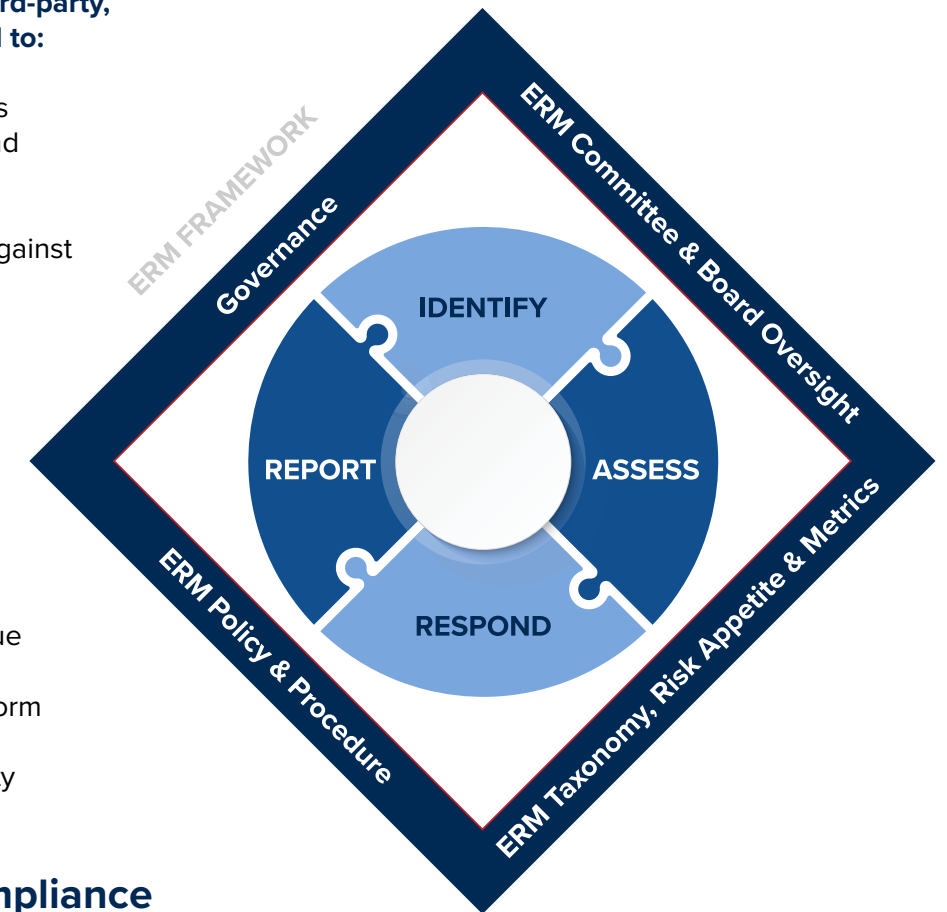 rd-party,
to:
s
d
gainst
ue
orm
y
mpliance
ERM FRAMEWORK
Governance
ERM Committee & Board Oversight
IDENTIFY
REPORT
ASSESS
RESPOND
ERM Policy & Procedure
ERM Taxonomy, Risk Appetite & Metrics